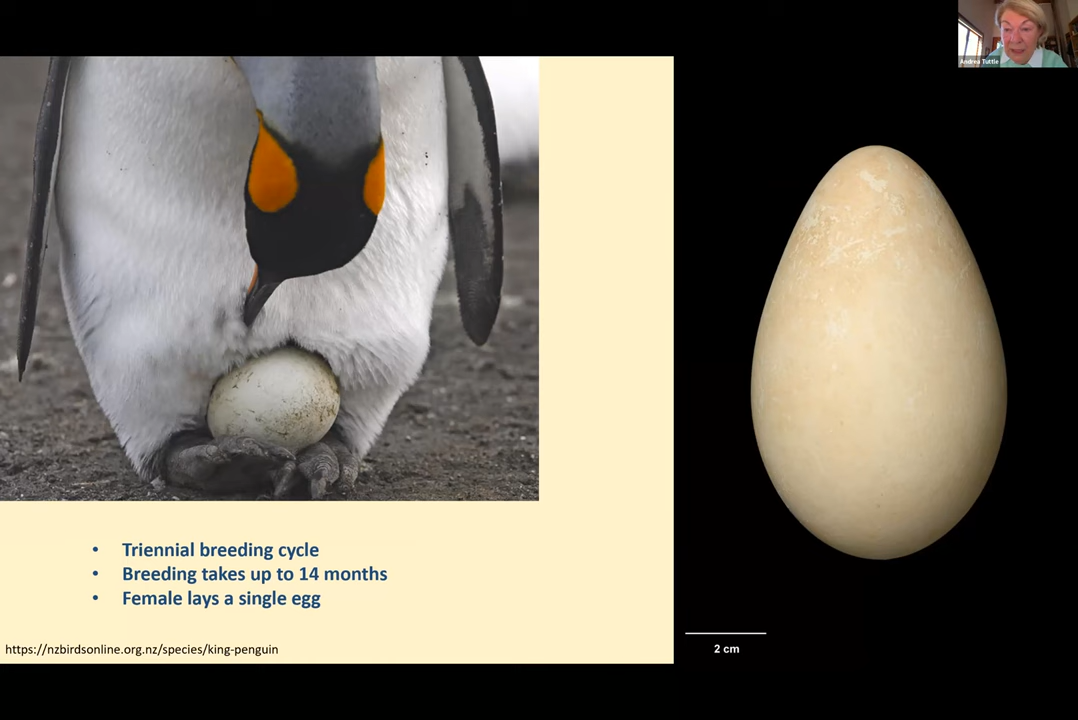 Andrea Tuttle
• Triennial breeding cycle
• Breeding takes up to 14 months
• Female lays a single egg
https://nzbirdsonline.org.nz/species/king-penguin
2 cm